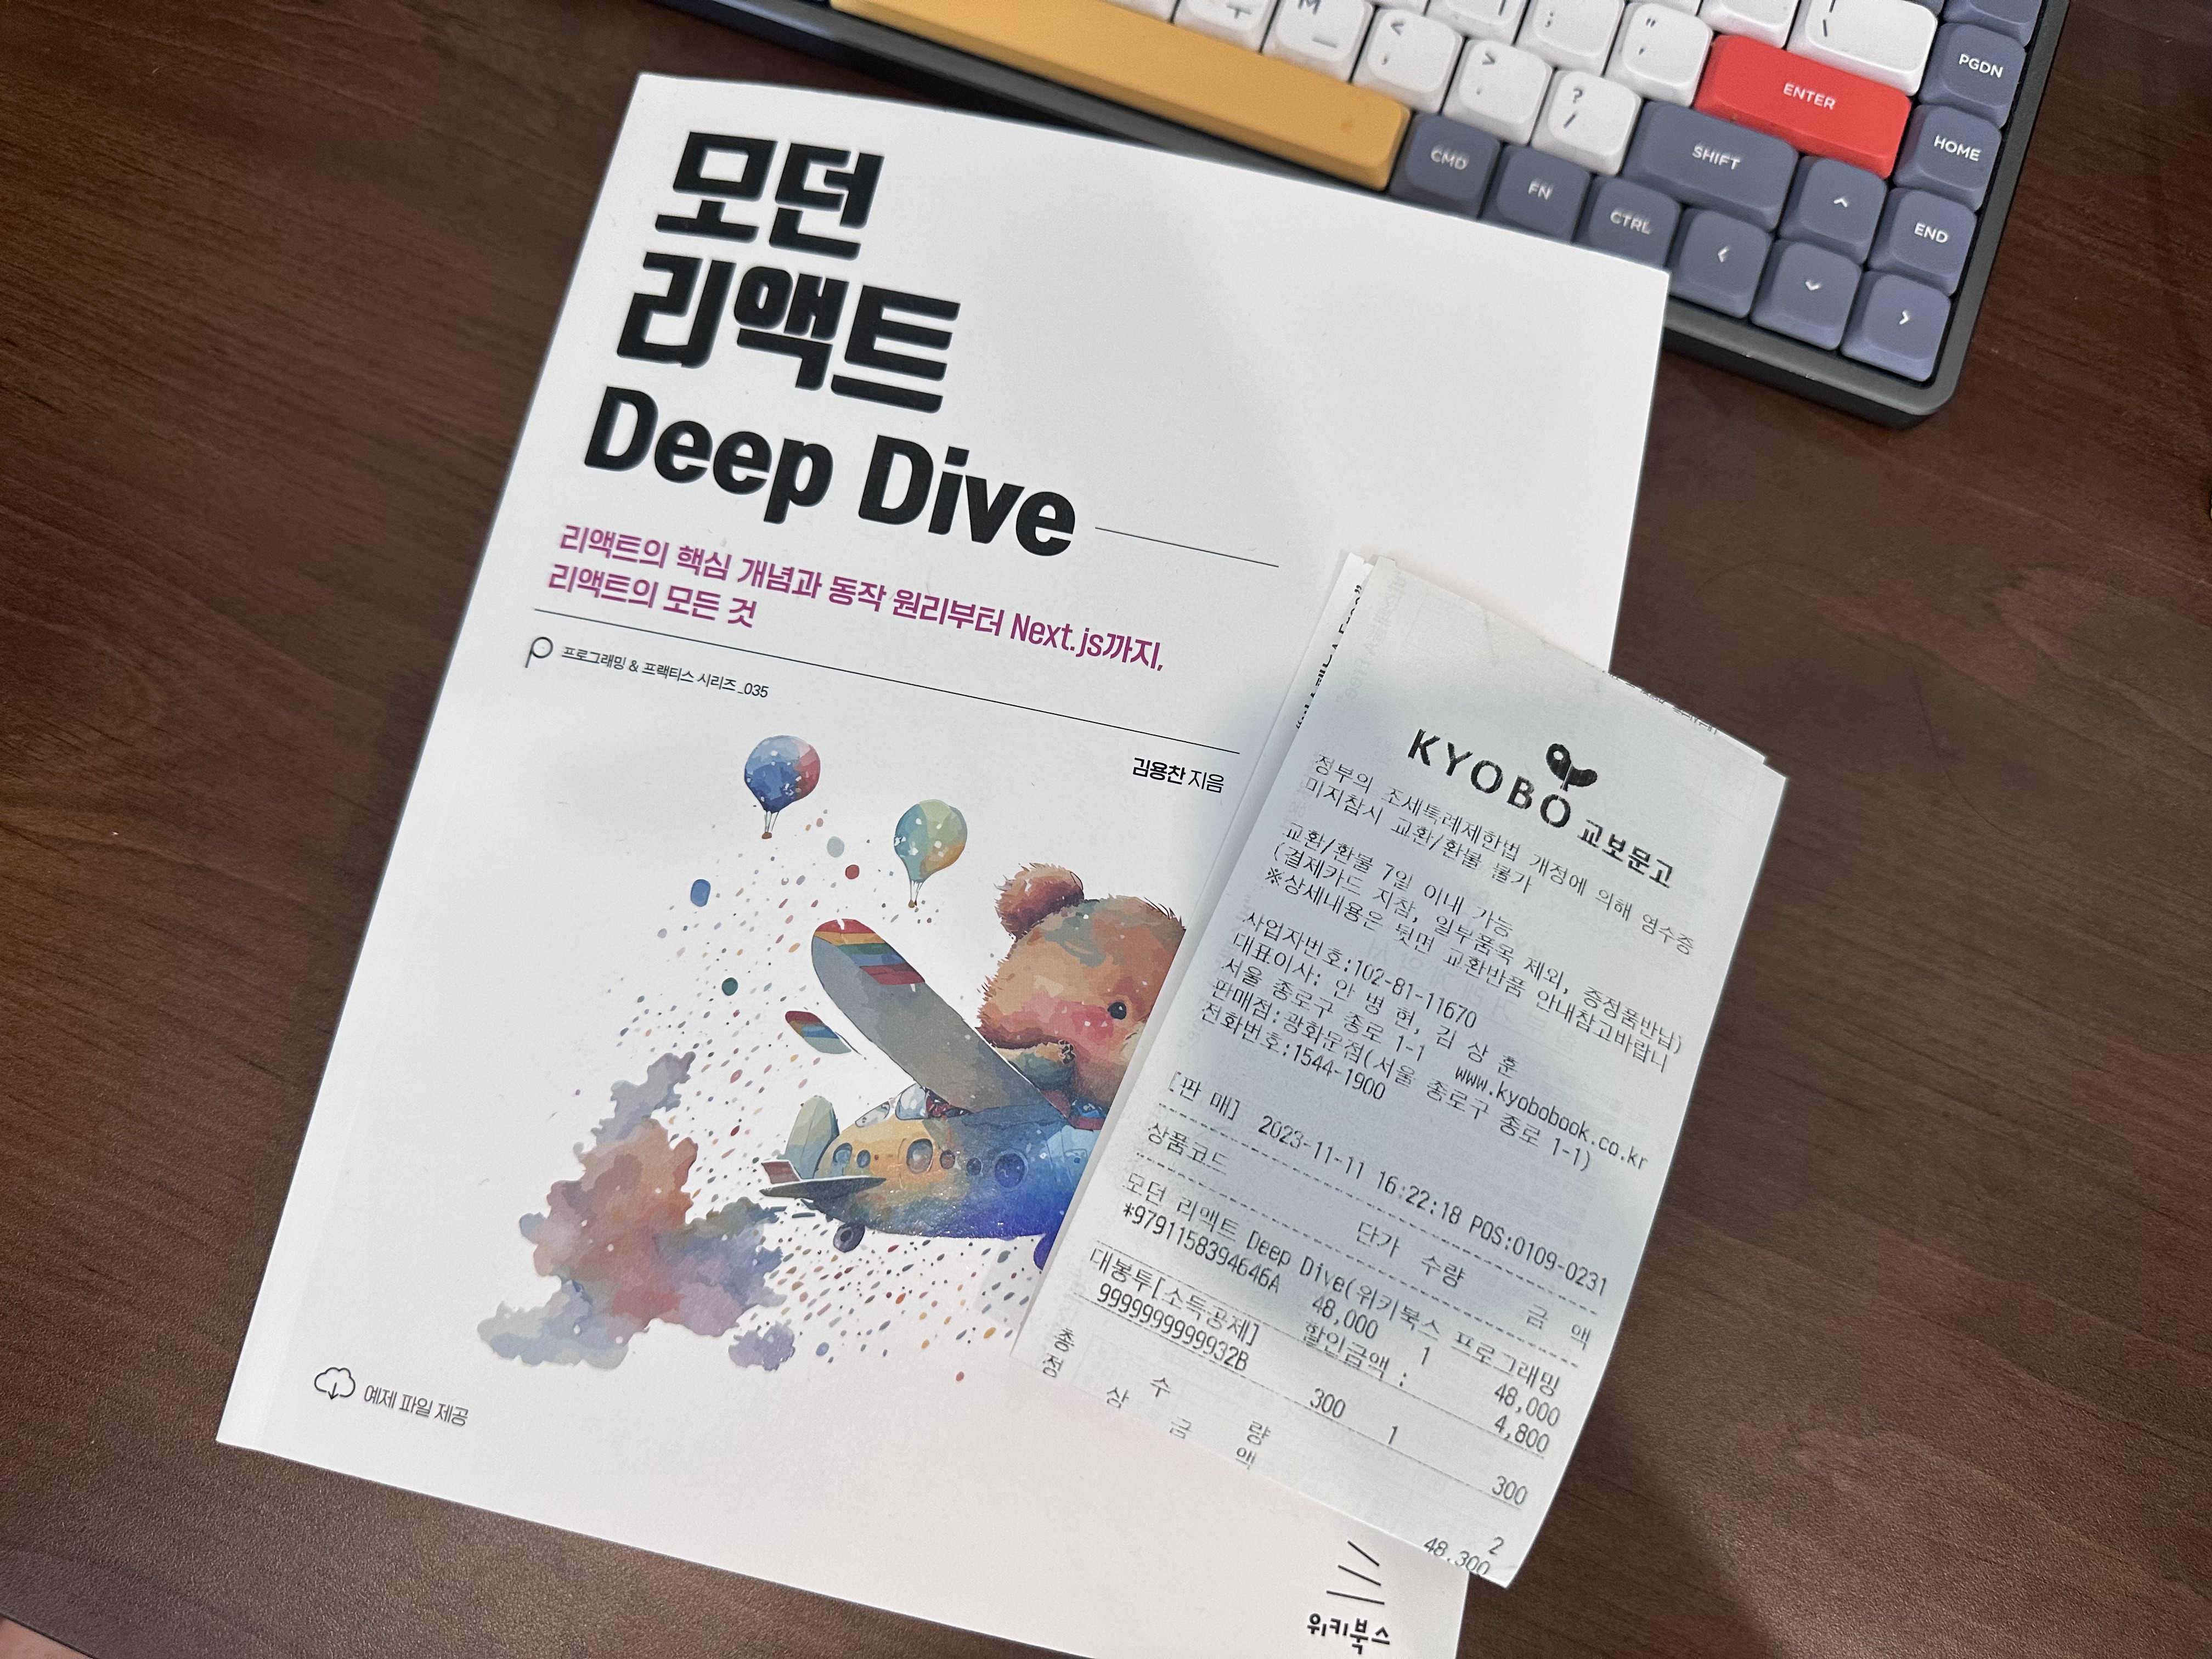 모던
리액트
Deep Dive
리액트의 핵심 개념과 동작 원리부터 Next.js까지,
리액트의 모든 것
프로그래밍 & 프랙티스 시리즈_035
김용찬 지음
예제 파일 제공
위키북스
KYOBO 교보문고
정부의 조세특례제한법 개정에 의해 영수증
미지참시 교환/환불 불가
교환/환불 7일 이내 가능
(결제카드 지참, 일부품목 제외, 증정품반납)
※상세내용은 뒷면 교환반품 안내참고바랍니
사업자번호:102-81-11670
대표이사: 안 병 현, 김 상 훈
서울 종로구 종로 1-1 www.kyobobook.co.kr
판매점:광화문점(서울 종로구 종로 1-1)
전화번호:1544-1900
[판 매] 2023-11-11 16:22:18 POS:0109-0231
상품코드 단가 수량 금 액
모던 리액트 Deep Dive(위키북스 프로그래밍
*9791158394646A 48,000 1 48,000
할인금액 : 4,800
대봉투[소득공제]
9999999999932B 300 1 300
총 수 량 2
정 상 금 액 48,300
M
<
,
>
.
?
/
:
;
"
'
|
\
ENTER
PGDN
CMD
FN
CTRL
SHIFT
HOME
END